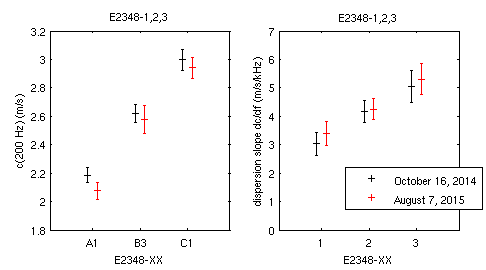 E2348-1,2,3
c(200 Hz) (m/s)
3.2
3
2.8
2.6
2.4
2.2
2
1.8
A1
B3
C1
E2348-XX
E2348-1,2,3
dispersion slope dc/df (m/s/kHz)
7
6
5
4
3
2
1
0
October 16, 2014
August 7, 2015
1
2
3
E2348-XX